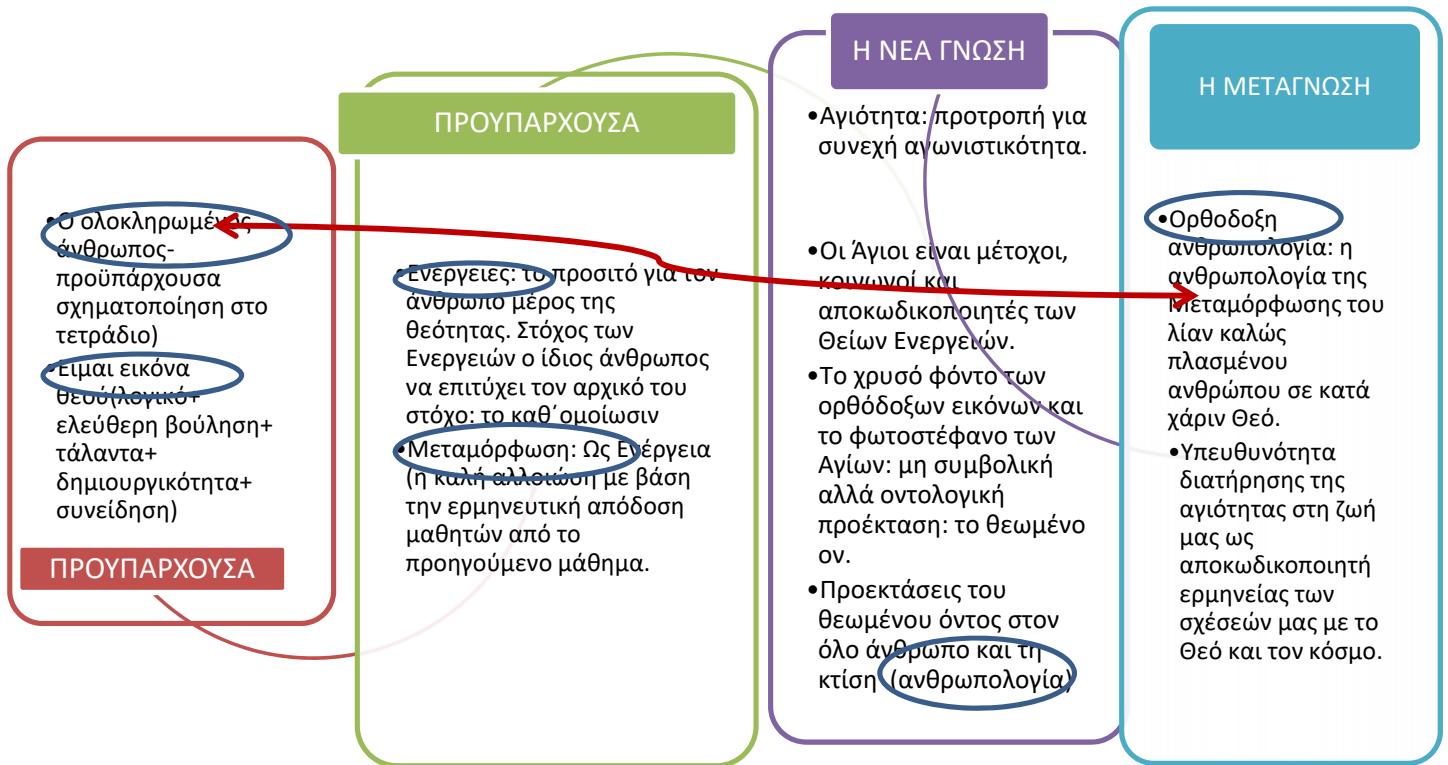 •Ο ολοκληρωμένος
άνθρωπος-
προϋπάρχουσα
σχηματοποίηση στο
τετράδιο)
•Είμαι εικόνα
θεού(λογικό+
ελεύθερη βούληση+
τάλαντα+
δημιουργικότητα+
συνείδηση)
ΠΡΟΥΠΑΡΧΟΥΣΑ
ΠΡΟΥΠΑΡΧΟΥΣΑ
•Ενέργειες: το προσιτό για τον
άνθρωπο μέρος της
θεότητας. Στόχος των
Ενεργειών ο ίδιος άνθρωπος
να επιτύχει τον αρχικό του
στόχο: το καθ΄ομοίωσιν
•Μεταμόρφωση: Ως Ενέργεια
(η καλή αλλοιώση με βάση
την ερμηνευτική απόδοση
μαθητών από το
προηγούμενο μάθημα.
Η ΝΕΑ ΓΝΩΣΗ
•Αγιότητα: προτροπή για
συνεχή αγωνιστικότητα.
•Οι Άγιοι είναι μέτοχοι,
κοινωνοί και
αποκωδικοποιητές των
Θείων Ενεργειών.
•Το χρυσό φόντο των
ορθόδοξων εικόνων και
το φωτοστέφανο των
Αγίων: μη συμβολική
αλλά οντολογική
προέκταση: το θεωμένο
ον.
•Προεκτάσεις του
θεωμένου όντος στον
όλο άνθρωπο και τη
κτίση (ανθρωπολογία)
Η ΜΕΤΑΓΝΩΣΗ
•Ορθοδοξη
ανθρωπολογία: η
ανθρωπολογία της
Μεταμόρφωσης του
λίαν καλώς
πλασμένου
ανθρώπου σε κατά
χάριν Θεό.
•Υπευθυνότητα
διατήρησης της
αγιότητας στη ζωή
μας ως
αποκωδικοποιητή
ερμηνείας των
σχέσεών μας με το
Θεό και τον κόσμο.